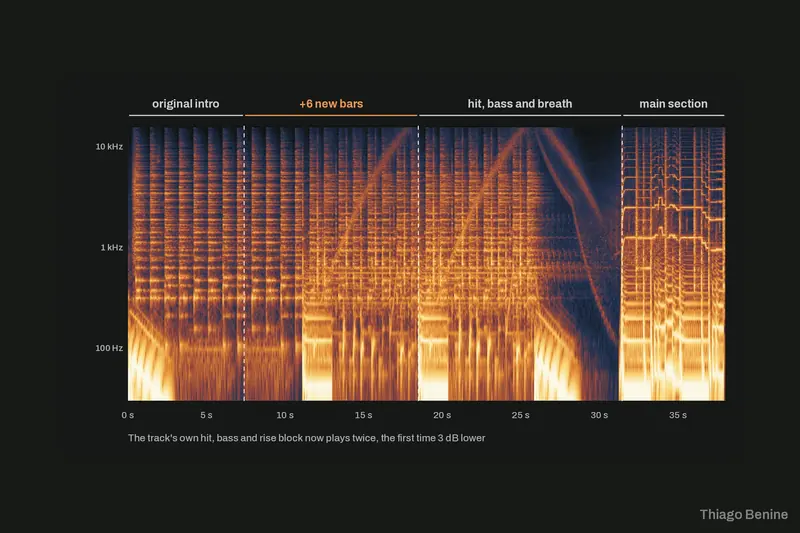 original intro
+6 new bars
hit, bass and breath
main section
10 kHz
1 kHz
100 Hz
0 s
5 s
10 s
15 s
20 s
25 s
30 s
35 s
The track's own hit, bass and rise block now plays twice, the first time 3 dB lower
Thiago Benine